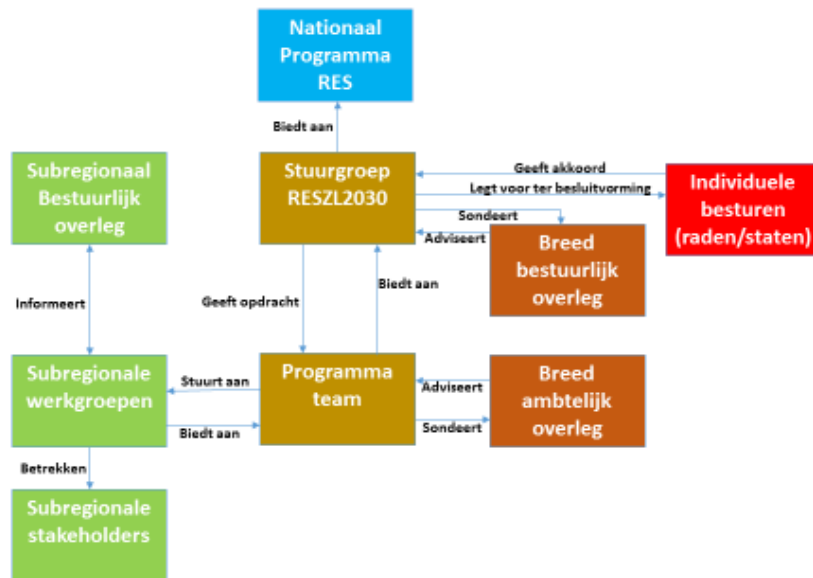 Nationaal
Programma
RES
Biedt aan
Subregionaal
Bestuurlijk
overleg
Stuurgroep
RESZL2030
Geeft akkoord
Legt voor ter besluitvorming
Sondeert
Adviseert
Individuele
besturen
(raden/staten)
Breed
bestuurlijk
overleg
Informeert
Geeft opdracht
Biedt aan
Subregionale
werkgroepen
Stuurt aan
Biedt aan
Programma
team
Adviseert
Sondeert
Breed
ambtelijk
overleg
Betrekken
Subregionale
stakeholders